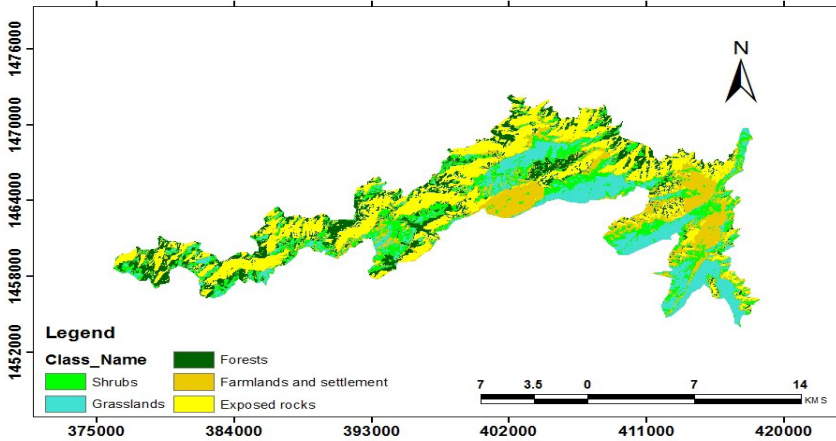 1476000
1470000
1464000
1458000
1452000
N
Legend
Class_Name
Shrubs
Grasslands
Forests
Farmlands and settlement
Exposed rocks
7 3.5 0 7 14
KMS
375000 384000 393000 402000 411000 420000